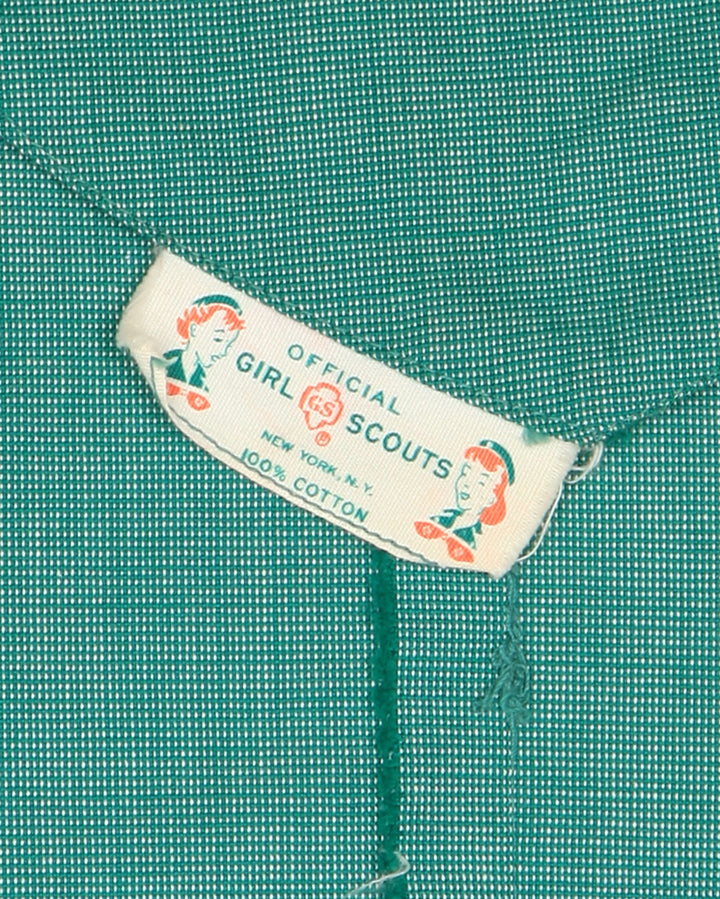 OFFICIAL
GIRL GS SCOUTS
®
NEW YORK, N.Y.
100% COTTON